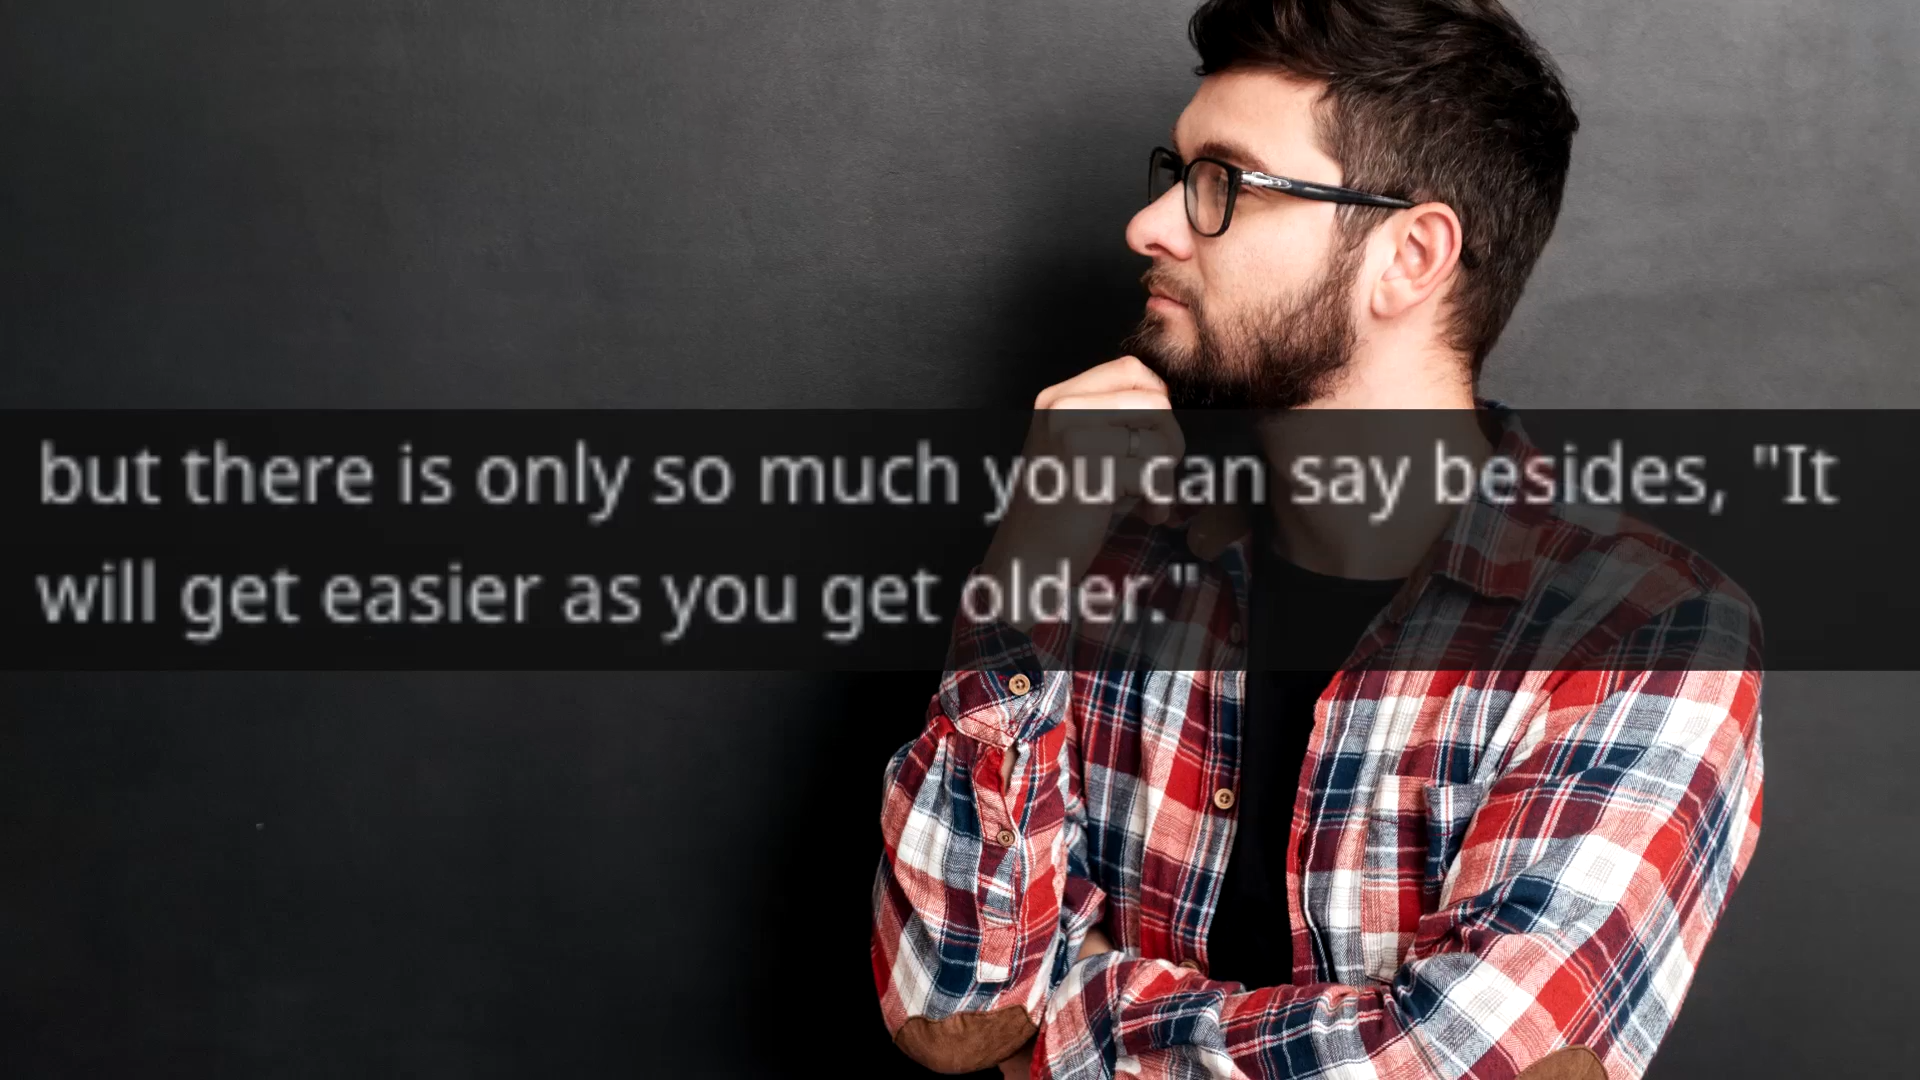 but there is only so much you can say besides, "It
will get easier as you get older."